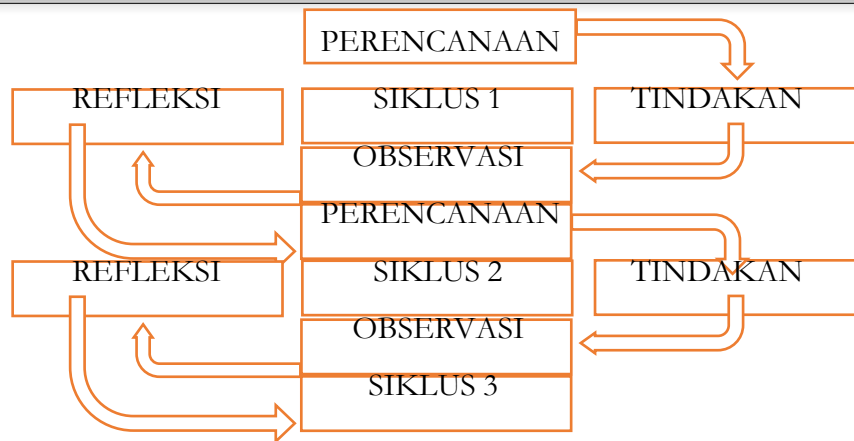 PERENCANAAN
REFLEKSI SIKLUS 1 TINDAKAN
OBSERVASI
PERENCANAAN
REFLEKSI SIKLUS 2 TINDAKAN
OBSERVASI
SIKLUS 3